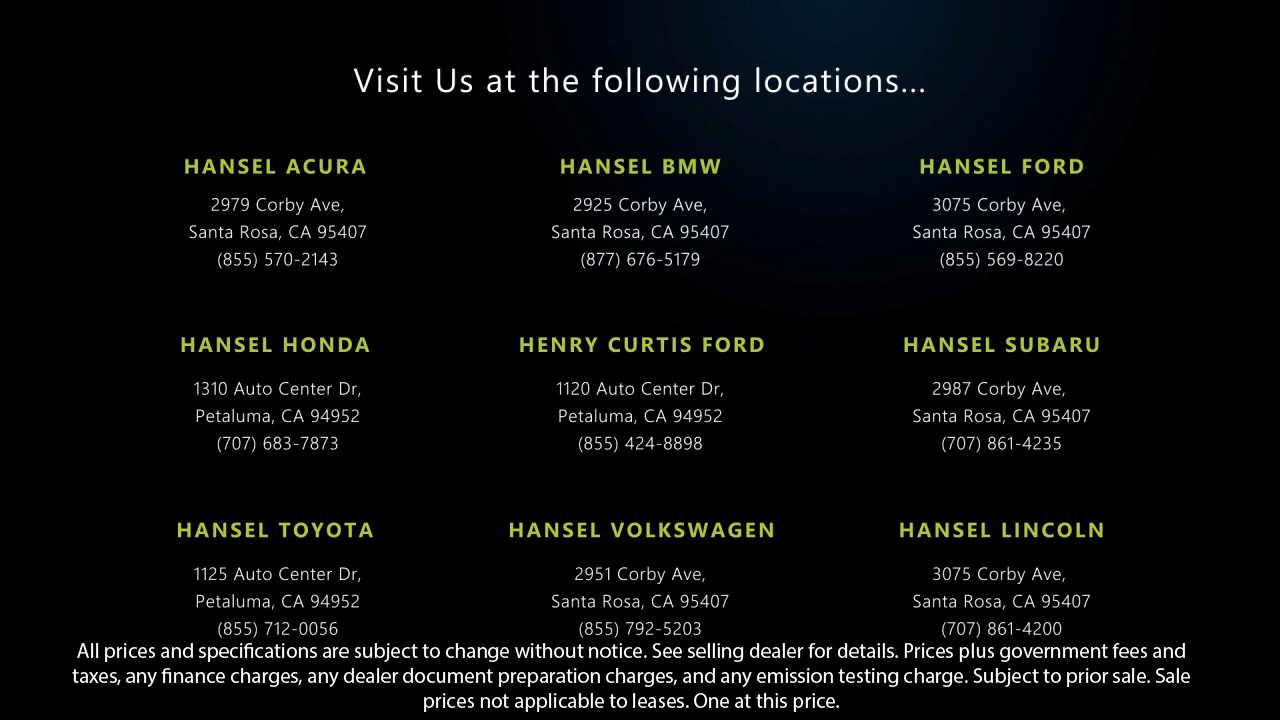 Visit Us at the following locations...
HANSEL ACURA
2979 Corby Ave,
Santa Rosa, CA 95407
(855) 570-2143
HANSEL BMW
2925 Corby Ave,
Santa Rosa, CA 95407
(877) 676-5179
HANSEL FORD
3075 Corby Ave,
Santa Rosa, CA 95407
(855) 569-8220
HANSEL HONDA
1310 Auto Center Dr,
Petaluma, CA 94952
(707) 683-7873
HENRY CURTIS FORD
1120 Auto Center Dr,
Petaluma, CA 94952
(855) 424-8898
HANSEL SUBARU
2987 Corby Ave,
Santa Rosa, CA 95407
(707) 861-4235
HANSEL TOYOTA
1125 Auto Center Dr,
Petaluma, CA 94952
(855) 712-0056
HANSEL VOLKSWAGEN
2951 Corby Ave,
Santa Rosa, CA 95407
(855) 792-5203
HANSEL LINCOLN
3075 Corby Ave,
Santa Rosa, CA 95407
(707) 861-4200
All prices and specifications are subject to change without notice. See selling dealer for details. Prices plus government fees and
taxes, any finance charges, any dealer document preparation charges, and any emission testing charge. Subject to prior sale. Sale
prices not applicable to leases. One at this price.